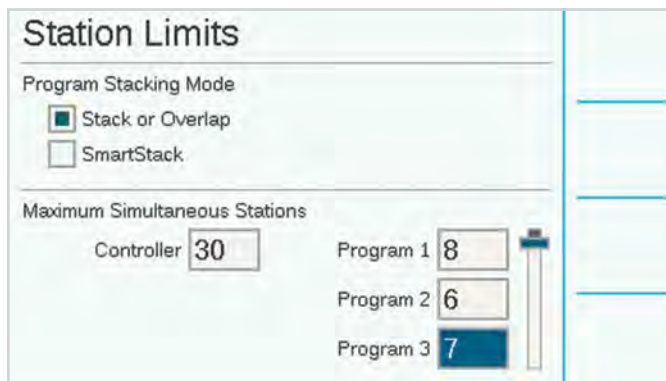 Station Limits
Program Stacking Mode
Stack or Overlap
SmartStack
Maximum Simultaneous Stations
Controller 30 Program 1 8
Program 2 6
Program 3 7